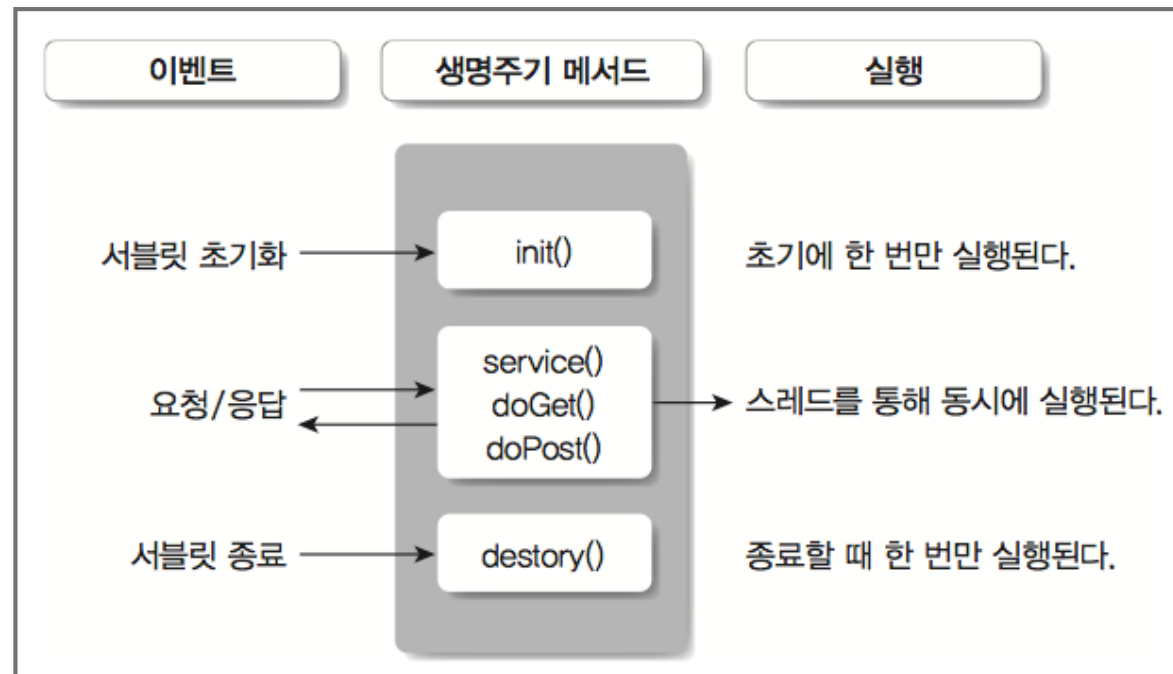 이벤트
생명주기 메서드
실행
서블릿 초기화
init()
초기에 한 번만 실행된다.
요청/응답
service()
doGet()
doPost()
스레드를 통해 동시에 실행된다.
서블릿 종료
destory()
종료할 때 한 번만 실행된다.